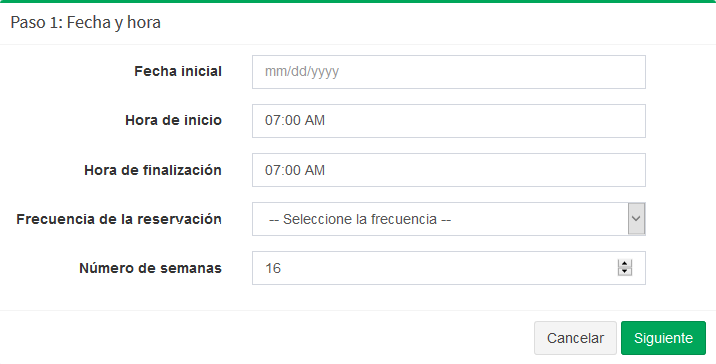 Paso 1: Fecha y hora
Fecha inicial mm/dd/yyyy
Hora de inicio 07:00 AM
Hora de finalización 07:00 AM
Frecuencia de la reservación -- Seleccione la frecuencia --
Número de semanas 16
Cancelar Siguiente